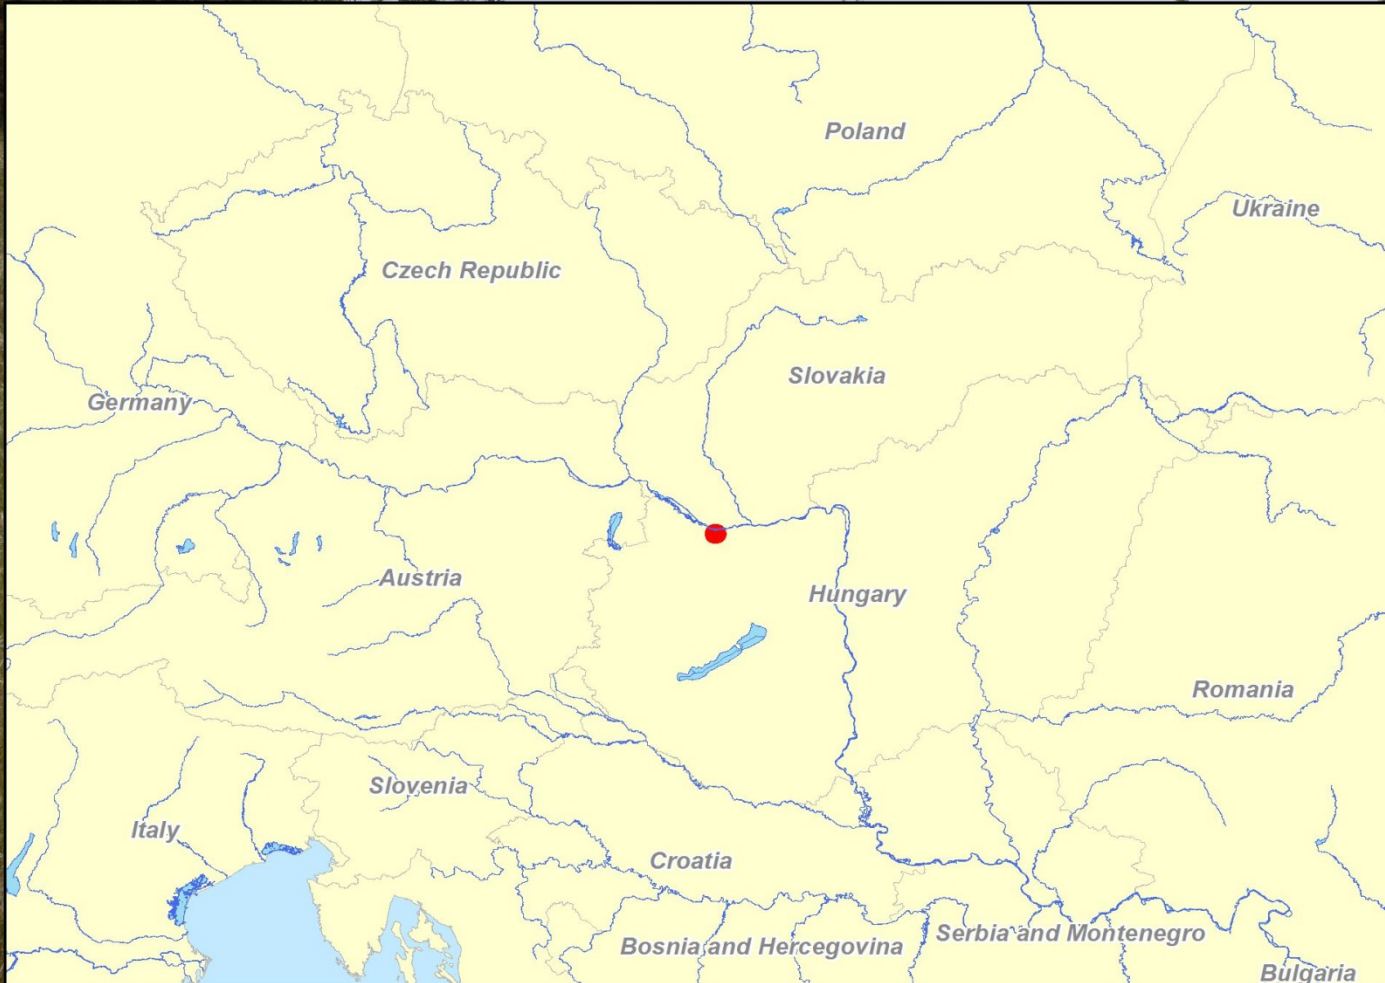 Poland
Ukraine
Czech Republic
Slovakia
Germany
Austria
Hungary
Romania
Slovenia
Italy
Croatia
Bosnia and Hercegovina
Serbia and Montenegro
Bulgaria